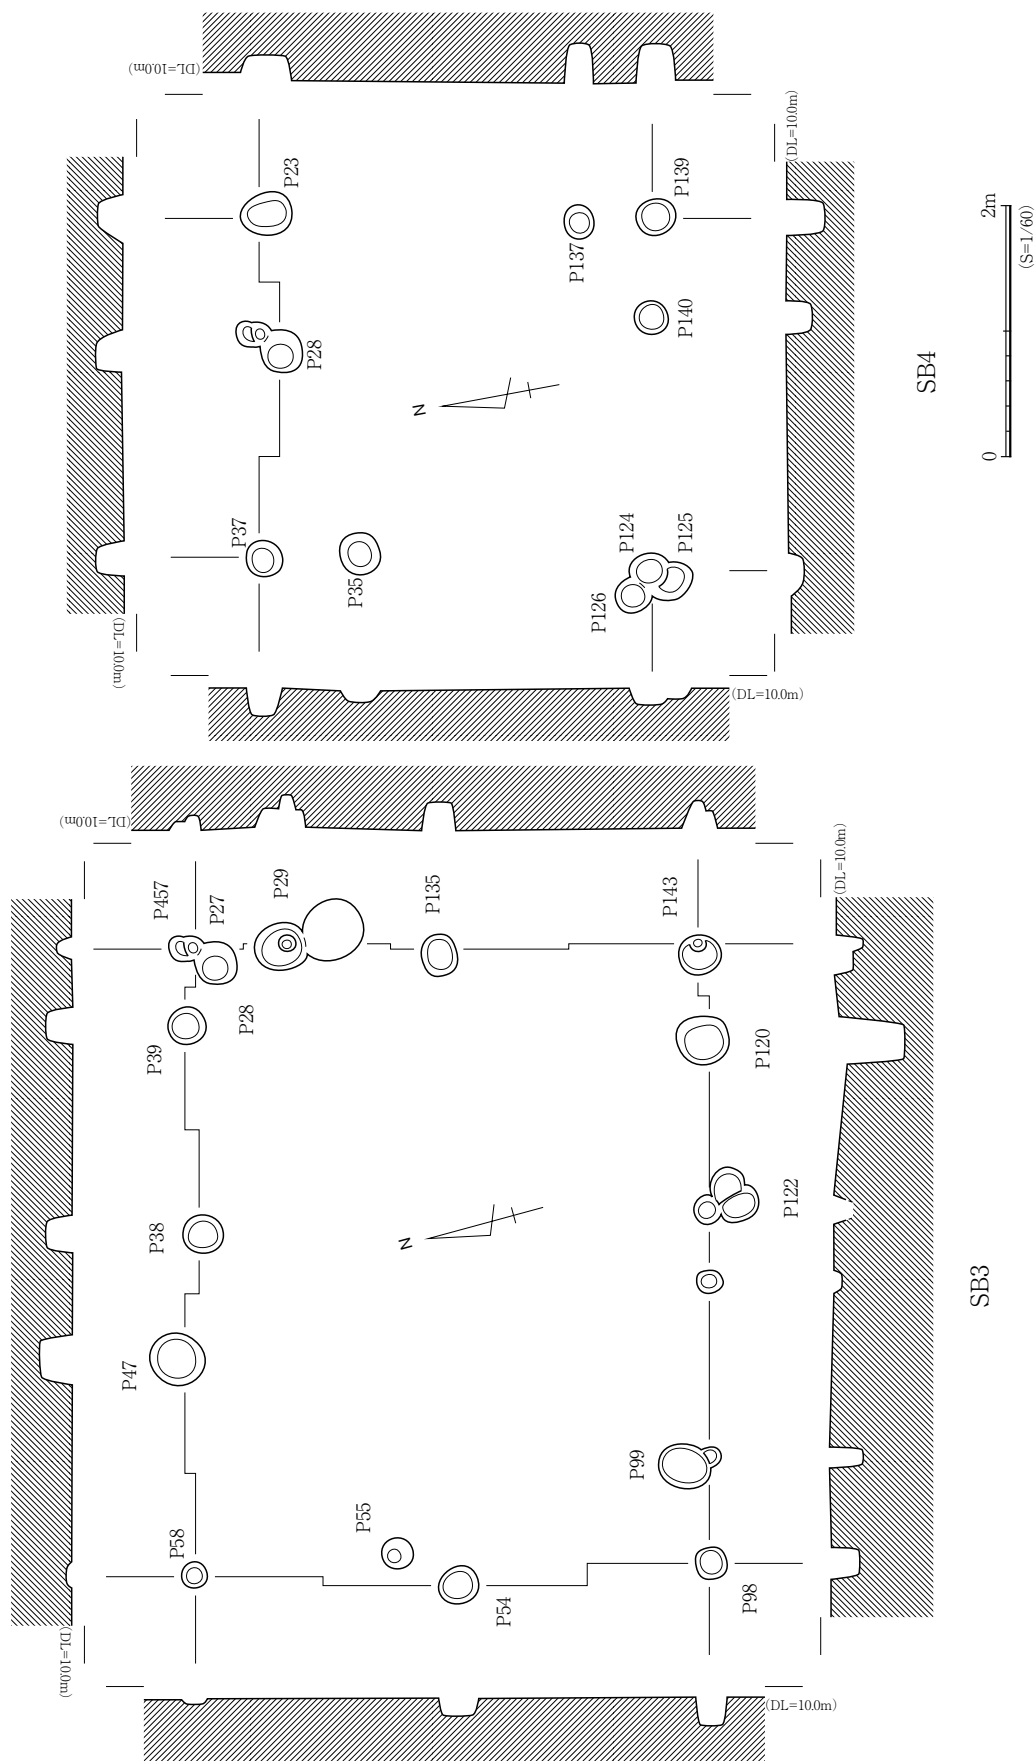 (DL=10.0m)
(DL=10.0m)
P23
P139
P137
P140
P28
2m
(S=1/60)
SB4
N
0
P37
P35
P124
P125
P126
(DL=10.0m)
(DL=10.0m)
(DL=10.0m)
(DL=10.0m)
P457
P27
P29
P135
P143
P28
P39
P120
P38
P122
N
SB3
P47
P99
P58
P55
P54
P98
(DL=10.0m)
(DL=10.0m)